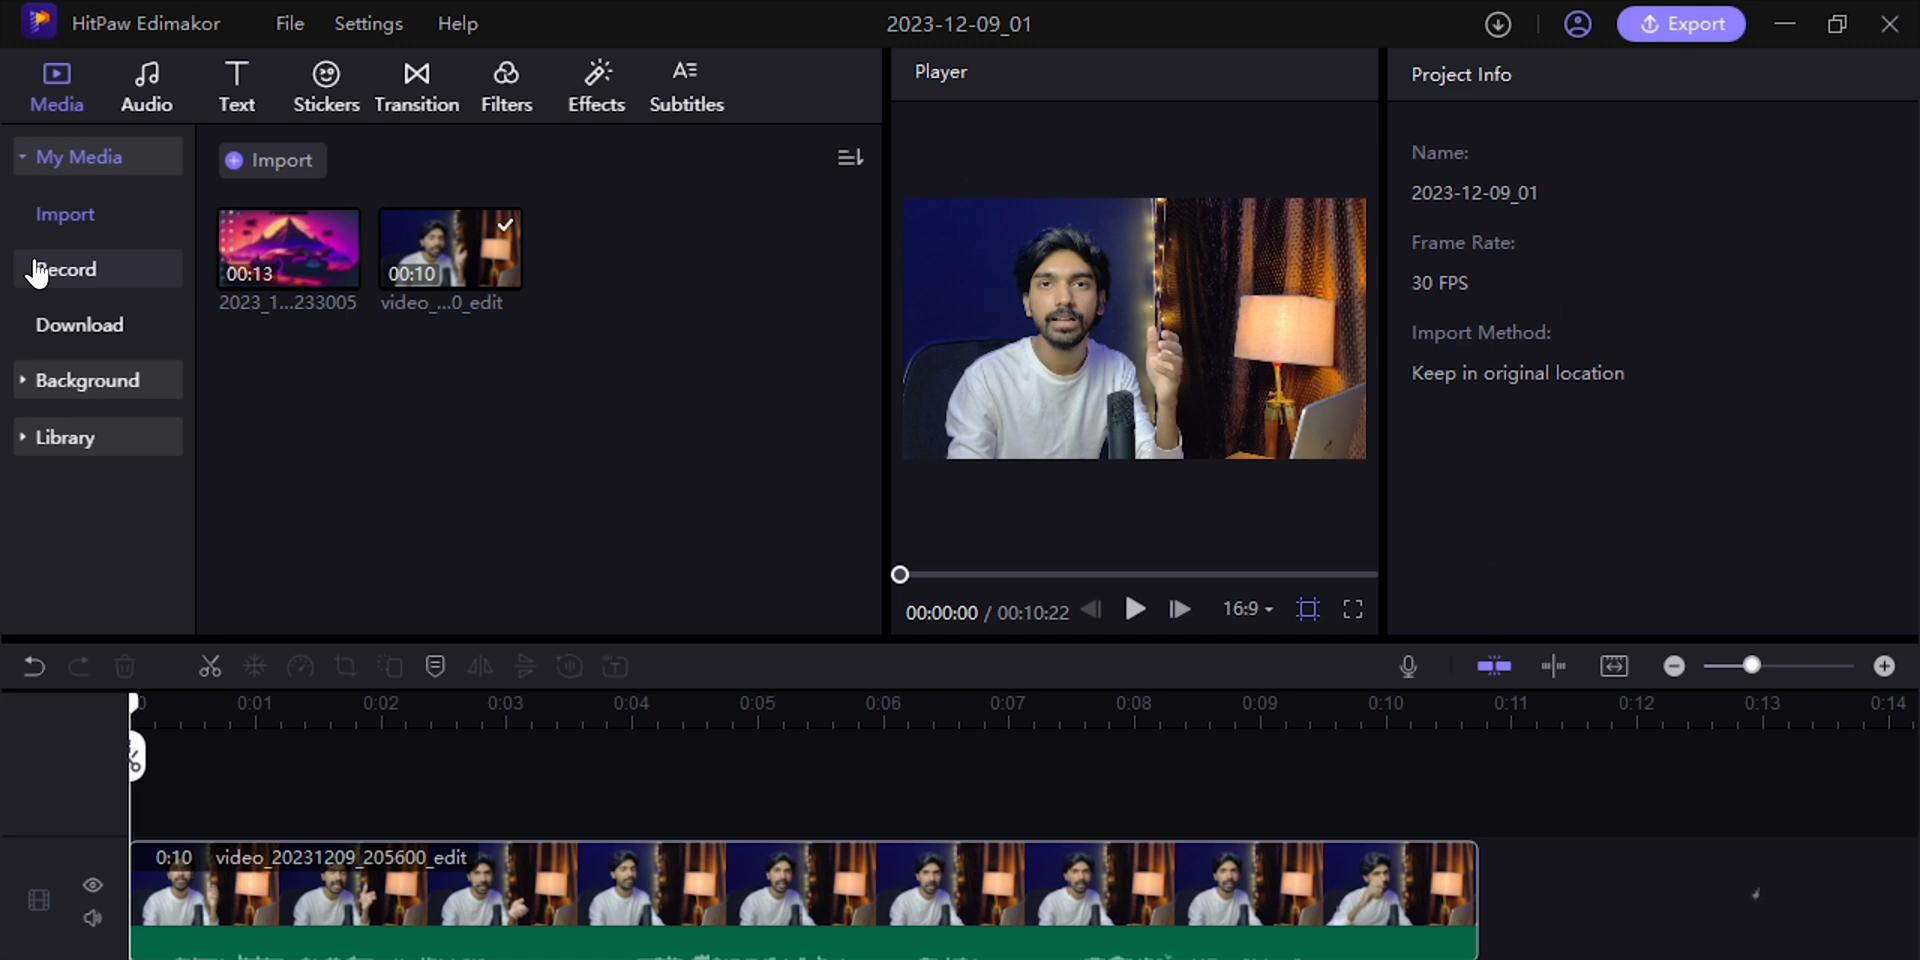 HitPaw Edimakor
File
Settings
Help
2023-12-09_01
Export
Media
Audio
Text
Stickers
Transition
Filters
Effects
Subtitles
Player
Project Info
My Media
Import
Record
Download
Background
Library
Import
00:13
2023_1...233005
00:10
video_...0_edit
Name:
2023-12-09_01
Frame Rate:
30 FPS
Import Method:
Keep in original location
00:00:00 / 00:10:22
16:9
0:01
0:02
0:03
0:04
0:05
0:06
0:07
0:08
0:09
0:10
0:11
0:12
0:13
0:14
0:10 video_20231209_205600_edit